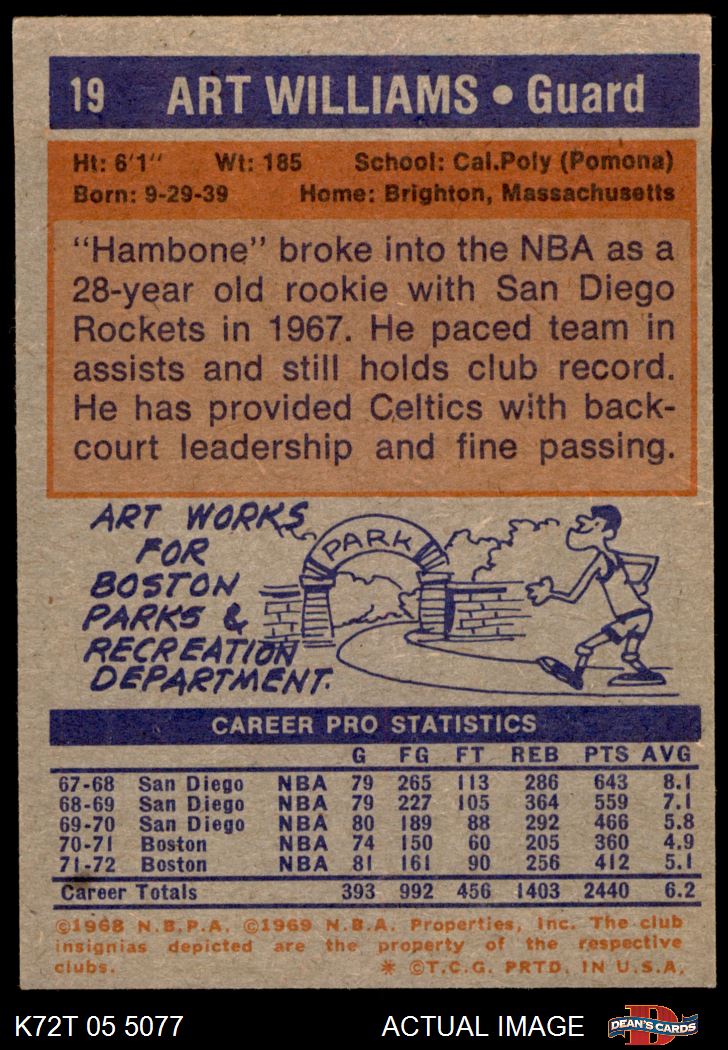 19 ART WILLIAMS • Guard
Ht: 6'1" Wt: 185 School: Cal.Poly (Pomona)
Born: 9-29-39 Home: Brighton, Massachusetts
"Hambone" broke into the NBA as a
28-year old rookie with San Diego
Rockets in 1967. He paced team in
assists and still holds club record.
He has provided Celtics with back-
court leadership and fine passing.
ART WORKS
FOR
BOSTON
PARKS &
RECREATION
DEPARTMENT.
PARK
CAREER PRO STATISTICS
G FG FT REB PTS AVG
67-68 San Diego NBA 79 265 113 286 643 8.1
68-69 San Diego NBA 79 227 105 364 559 7.1
69-70 San Diego NBA 80 189 88 292 466 5.8
70-71 Boston NBA 74 150 60 205 360 4.9
71-72 Boston NBA 81 161 90 256 412 5.1
Career Totals 393 992 456 1403 2440 6.2
©1968 N.B.P.A. ©1969 N.B.A. Properties, Inc. The club
insignias depicted are the property of the respective
clubs. * ©T.C.G. PRTD. IN U.S.A.
K72T 05 5077 ACTUAL IMAGE D DEAN'S CARDS